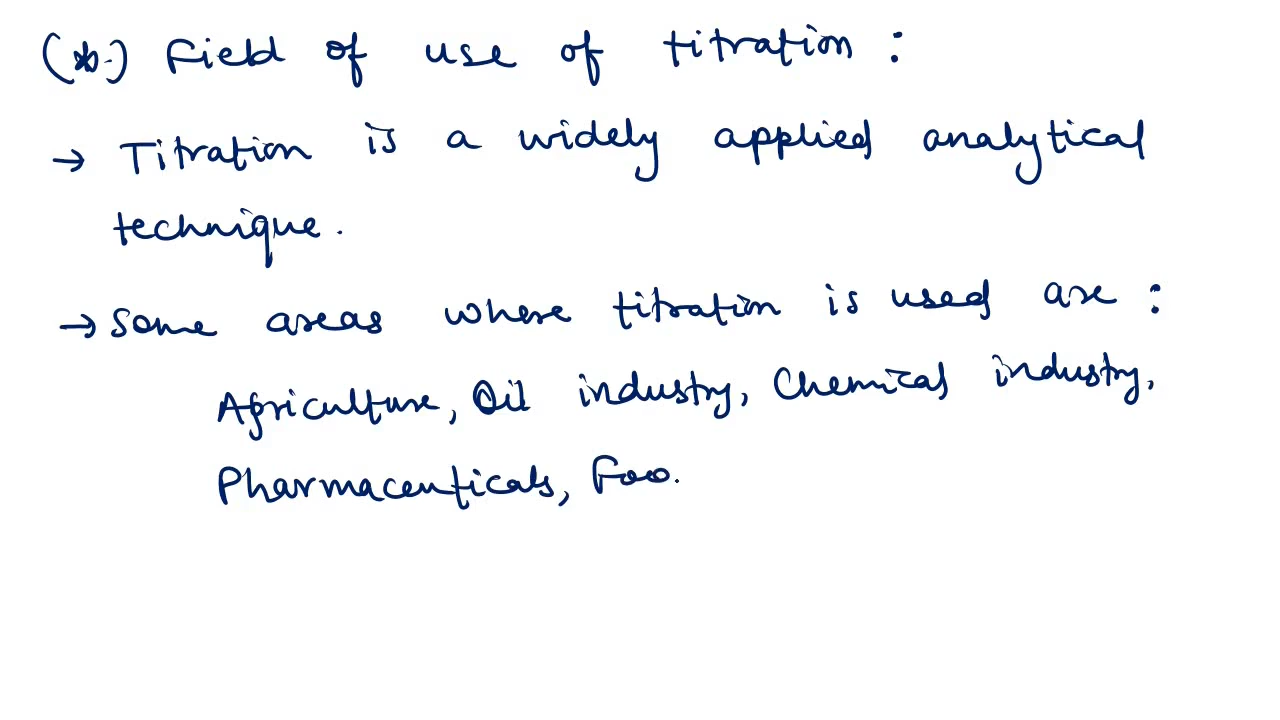 (*.) Field of use of titration :
→ Titration is a widely applied analytical
technique.
→ Some areas where titration is used are :
Agriculture, Oil industry, Chemical industry,
Pharmaceuticals, Foo.